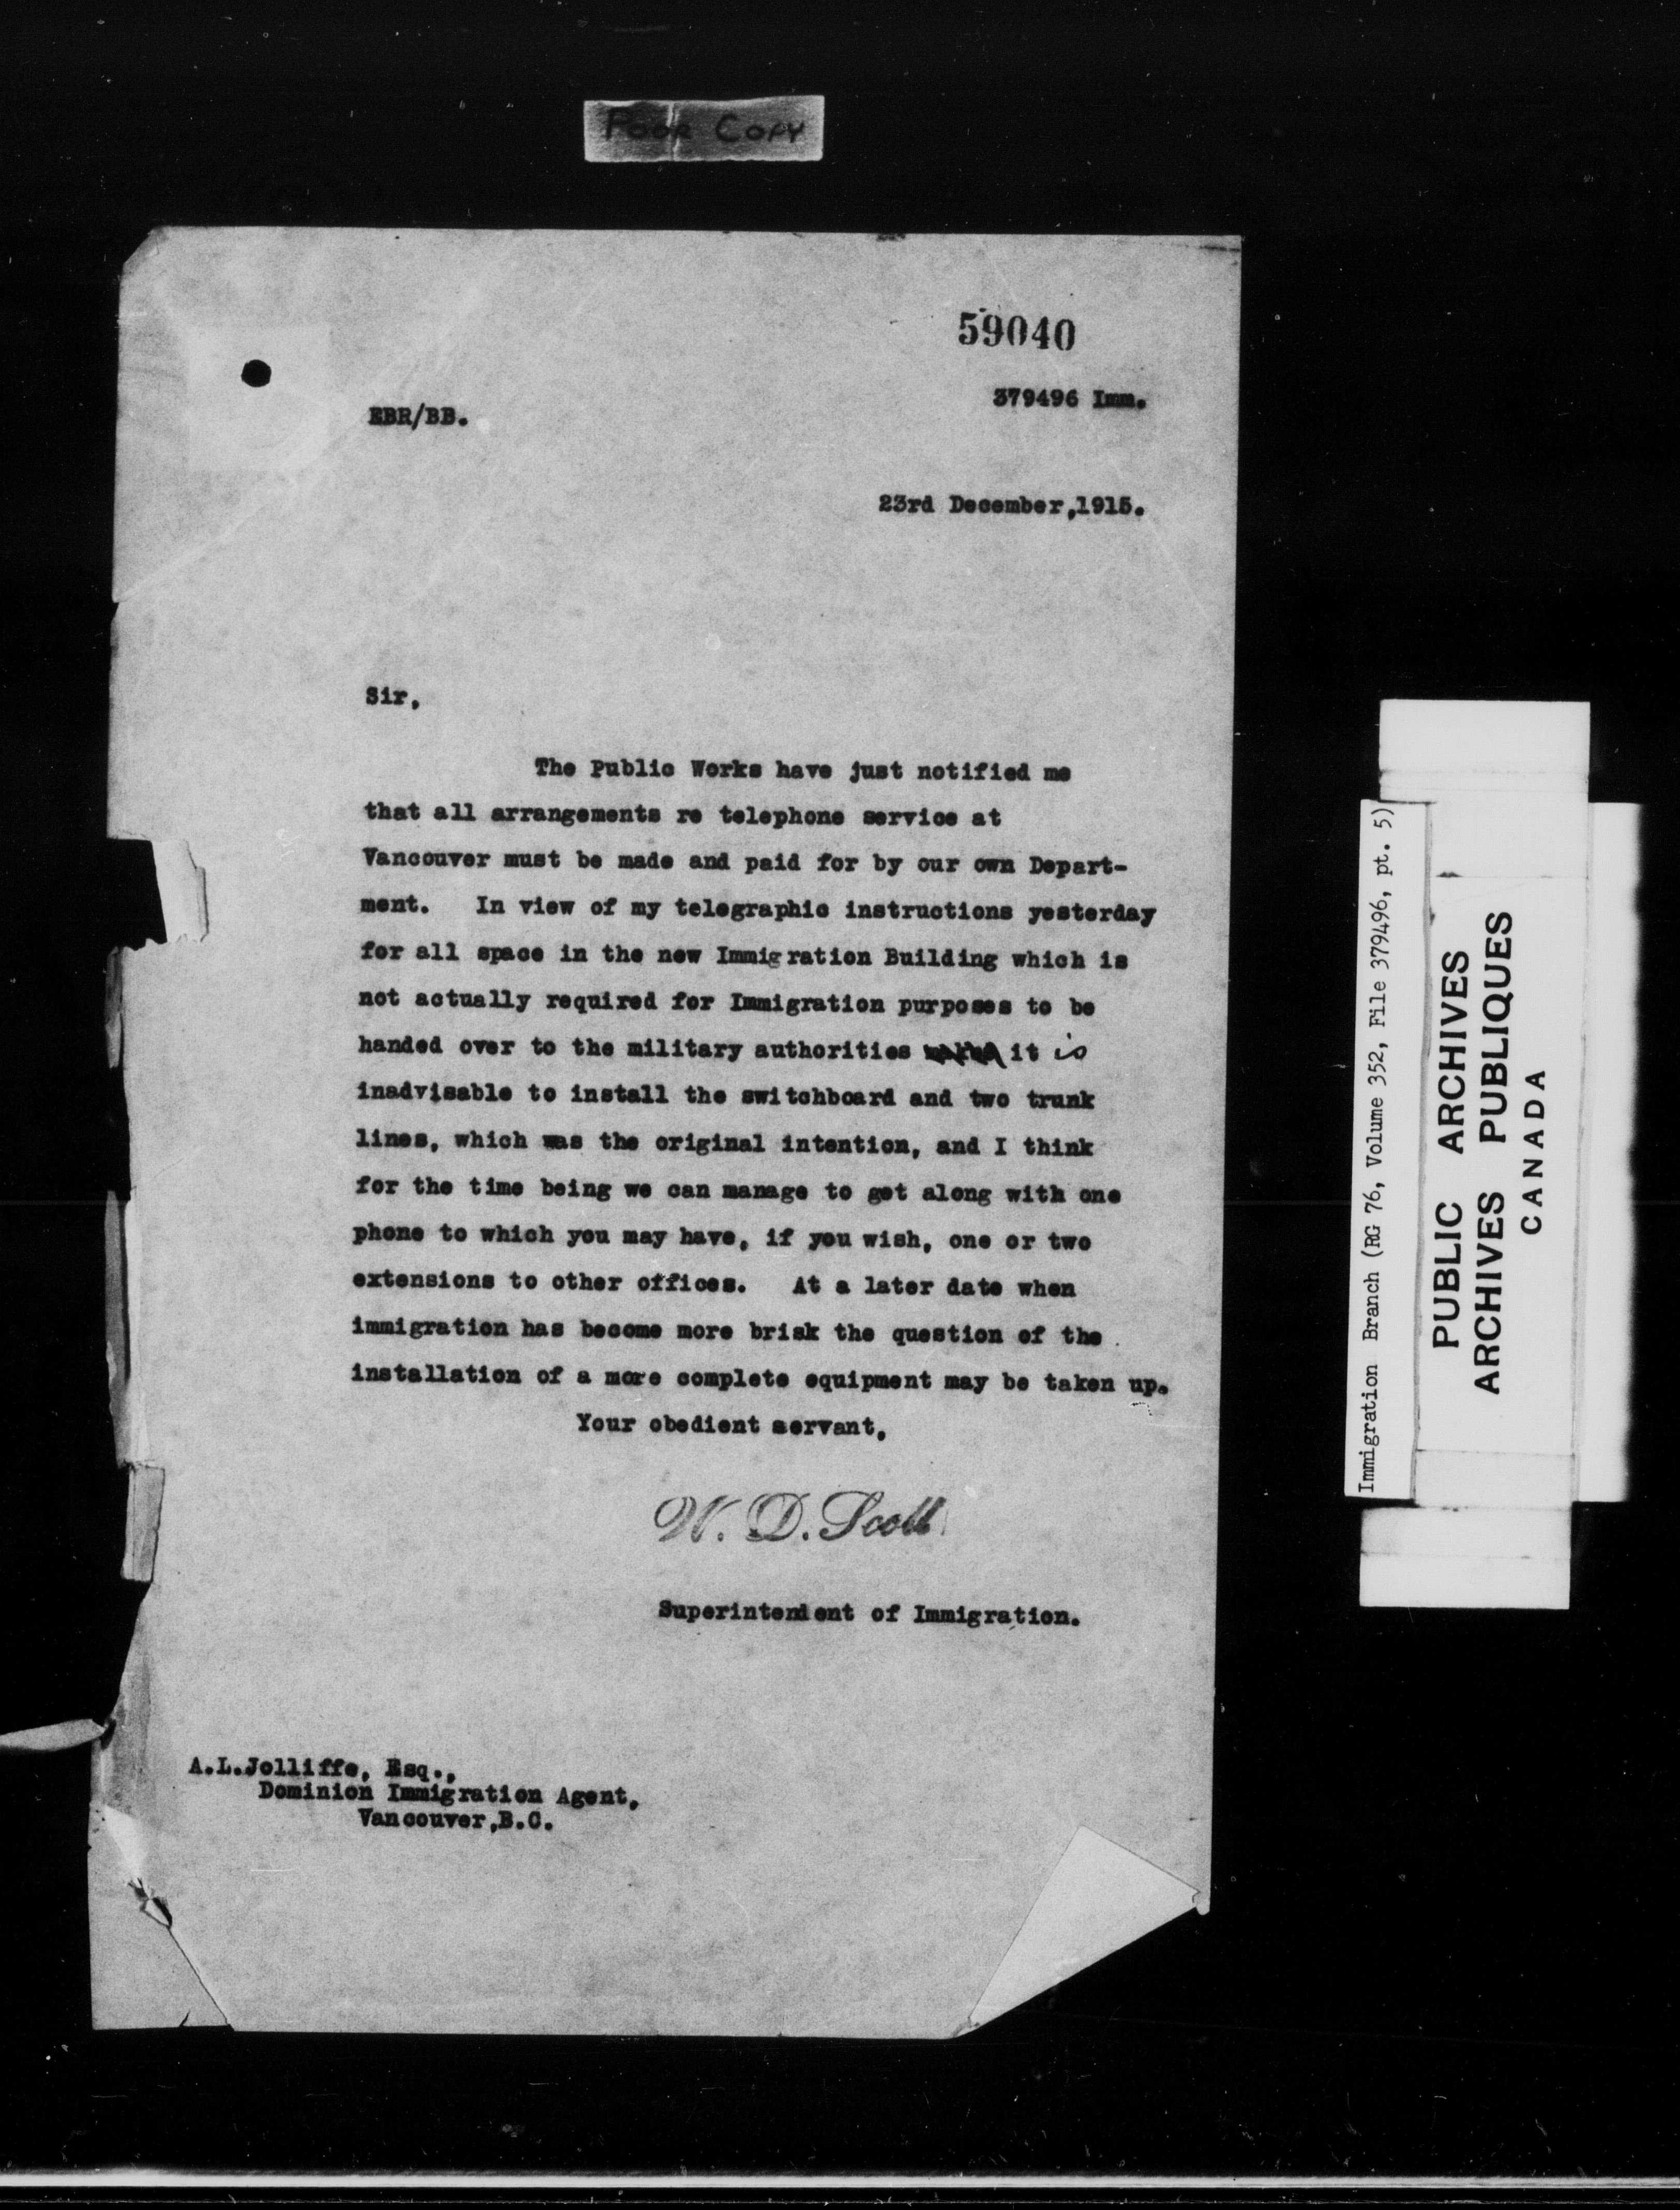 POOR COPY
59040
379496 Imm.
EBR/BB.
23rd December,1915.
Sir,
The Public Works have just notified me
that all arrangements re telephone service at
Vancouver must be made and paid for by our own Depart-
ment. In view of my telegraphic instructions yesterday
for all space in the new Immigration Building which is
not actually required for Immigration purposes to be
handed over to the military authorities it is
inadvisable to install the switchboard and two trunk
lines, which was the original intention, and I think
for the time being we can manage to get along with one
phone to which you may have, if you wish, one or two
extensions to other offices. At a later date when
immigration has become more brisk the question of the
installation of a more complete equipment may be taken up.
Your obedient servant,
W. D. Scott
Superintendent of Immigration.
A.L.Jolliffe, Esq.,
Dominion Immigration Agent,
Vancouver,B.C.
Immigration Branch (RG 76, Volume 352, File 379496, pt. 5)
PUBLIC ARCHIVES
ARCHIVES PUBLIQUES
CANADA